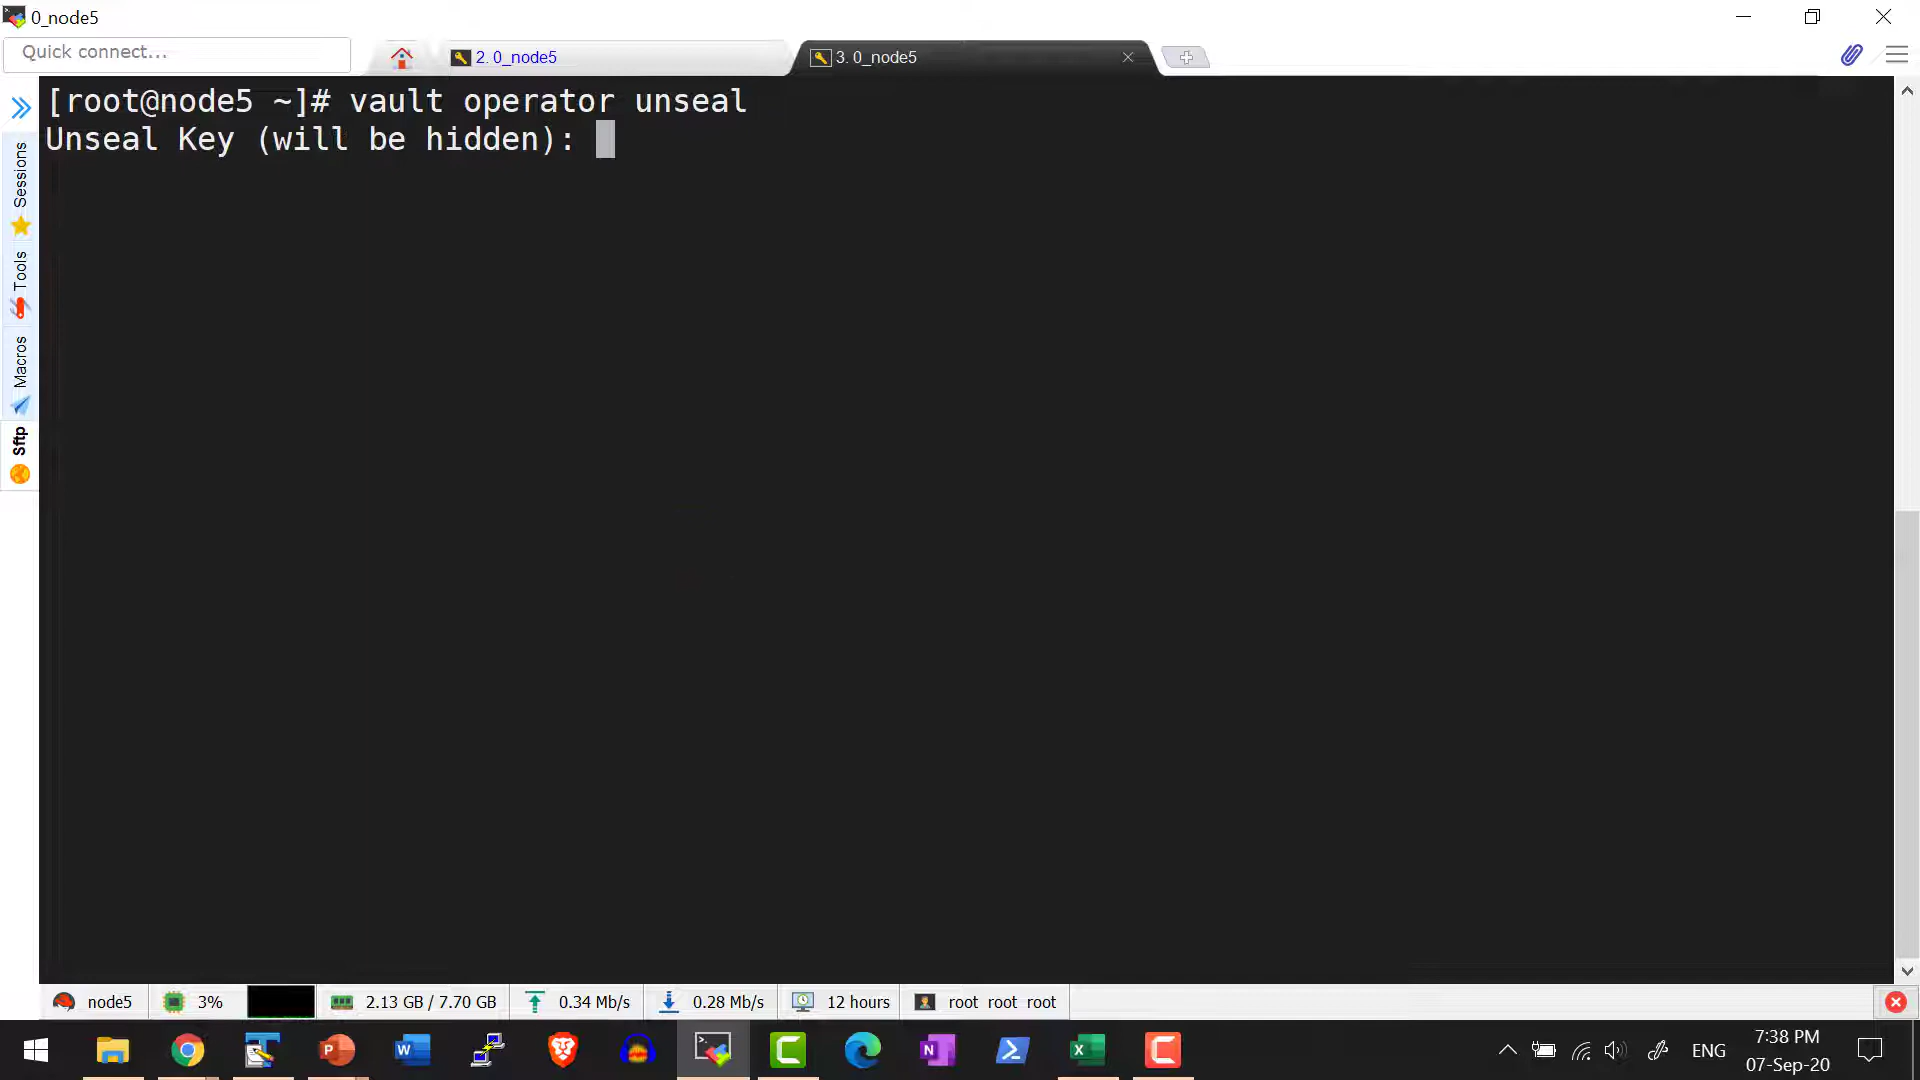 0_node5
Quick connect...
2. 0_node5
3. 0_node5
[root@node5 ~]# vault operator unseal
Unseal Key (will be hidden):
Sessions
Tools
Macros
Sftp
node5
3%
2.13 GB / 7.70 GB
0.34 Mb/s
0.28 Mb/s
12 hours
root root root
ENG
7:38 PM
07-Sep-20